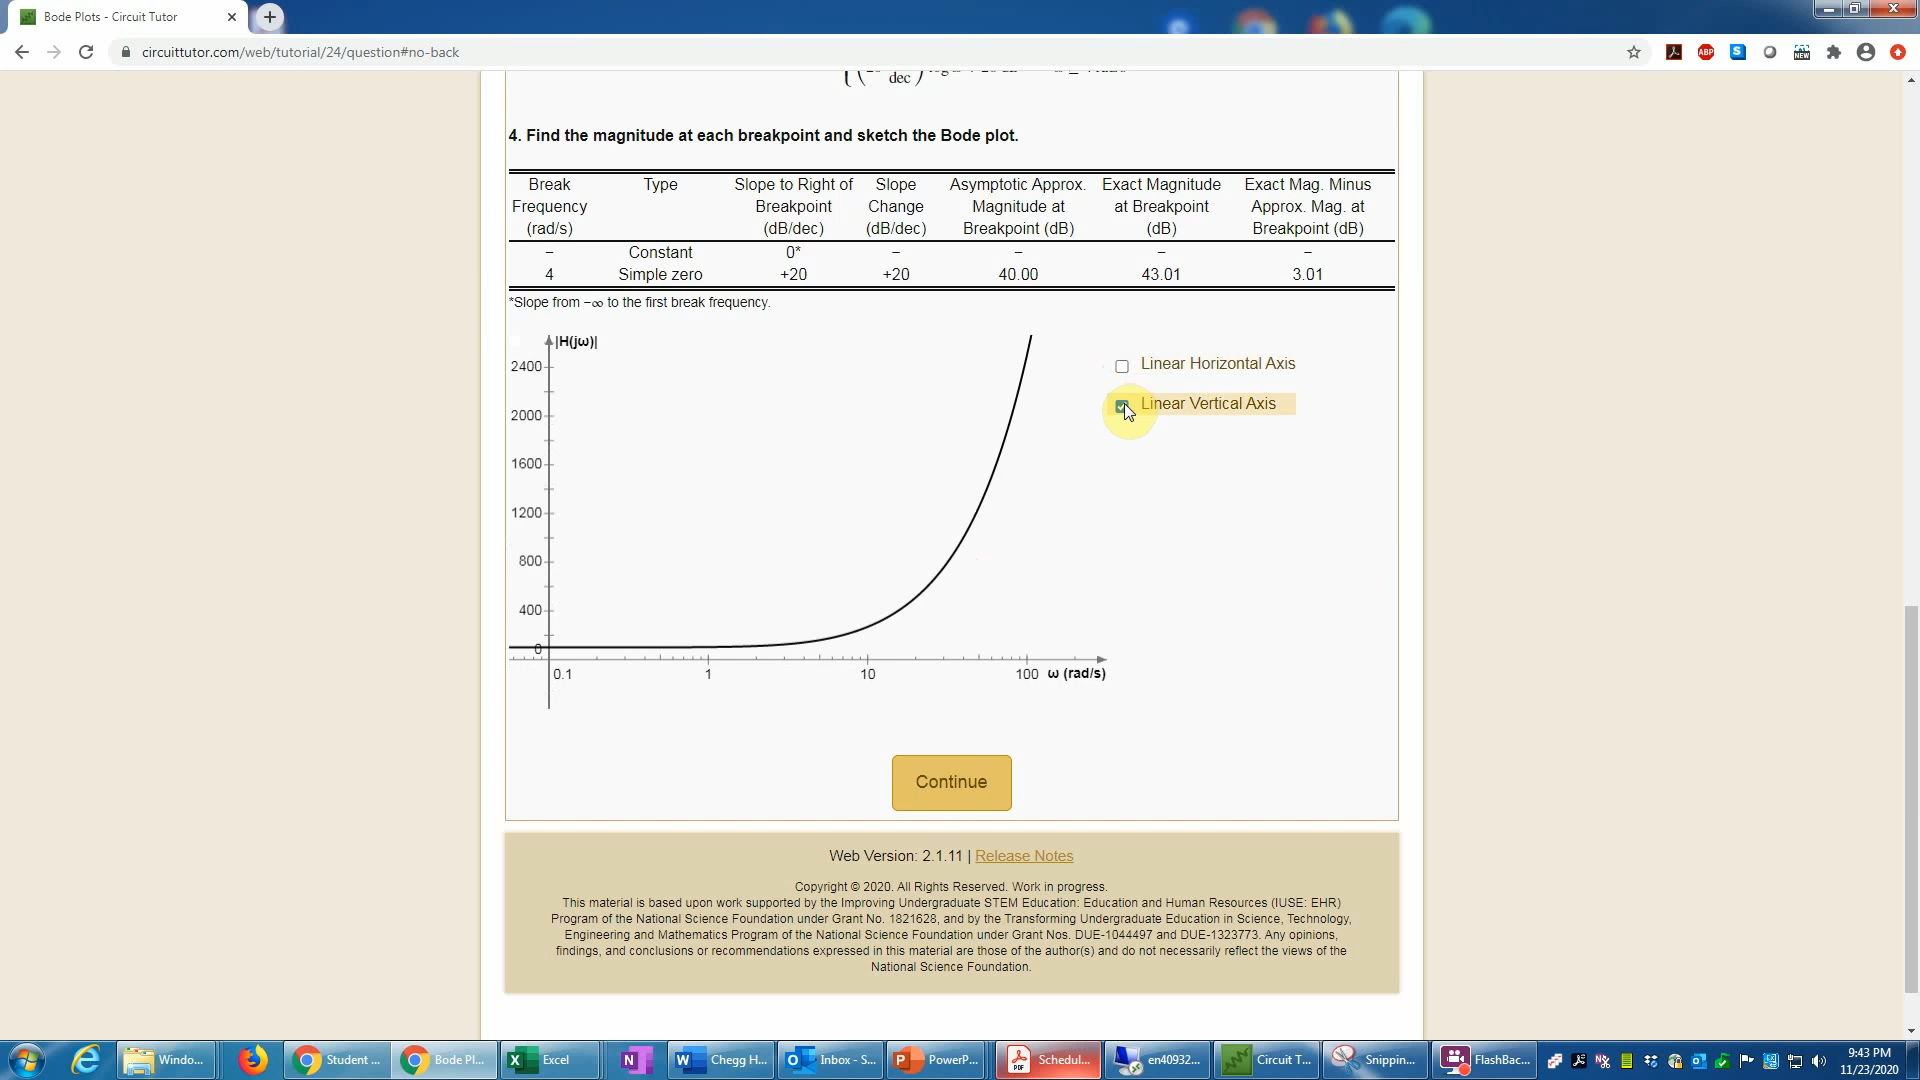 Bode Plots - Circuit Tutor
circuittutor.com/web/tutorial/24/question#no-back
dec
4. Find the magnitude at each breakpoint and sketch the Bode plot.
Break Type Slope to Right of Slope Asymptotic Approx. Exact Magnitude Exact Mag. Minus
Frequency Breakpoint Change Magnitude at at Breakpoint Approx. Mag. at
(rad/s) (dB/dec) (dB/dec) Breakpoint (dB) (dB) Breakpoint (dB)
– Constant 0* – – – –
4 Simple zero +20 +20 40.00 43.01 3.01
*Slope from −∞ to the first break frequency.
|H(jω)|
2400
2000
1600
1200
800
400
0
0.1 1 10 100 ω (rad/s)
Linear Horizontal Axis
Linear Vertical Axis
Continue
Web Version: 2.1.11 | Release Notes
Copyright © 2020. All Rights Reserved. Work in progress.
This material is based upon work supported by the Improving Undergraduate STEM Education: Education and Human Resources (IUSE: EHR)
Program of the National Science Foundation under Grant No. 1821628, and by the Transforming Undergraduate Education in Science, Technology,
Engineering and Mathematics Program of the National Science Foundation under Grant Nos. DUE-1044497 and DUE-1323773. Any opinions,
findings, and conclusions or recommendations expressed in this material are those of the author(s) and do not necessarily reflect the views of the
National Science Foundation.
Windo... Student ... Bode Pl... Excel Chegg H... Inbox - S... PowerP... Schedul... en40932... Circuit T... Snippin... FlashBac...
9:43 PM
11/23/2020